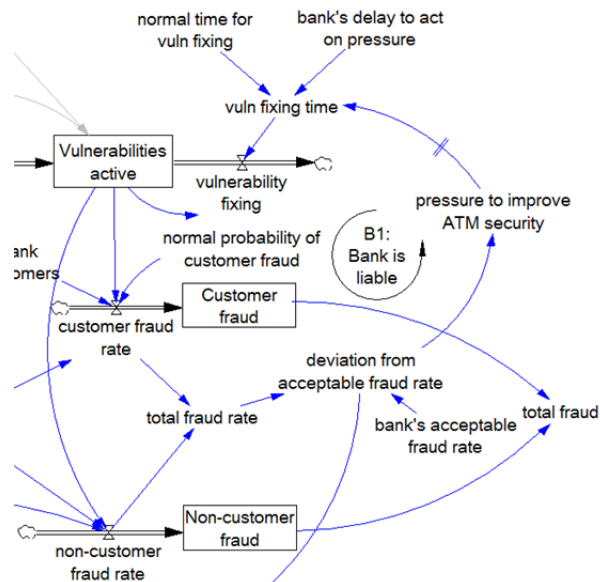 normal time for
vuln fixing
bank's delay to act
on pressure
vuln fixing time
Vulnerabilities
active
vulnerability
fixing
pressure to improve
ATM security
B1:
Bank is
liable
normal probability of
customer fraud
Customer
fraud
customer fraud
rate
deviation from
acceptable fraud rate
total fraud rate
bank's acceptable
fraud rate
total fraud
Non-customer
fraud
non-customer
fraud rate